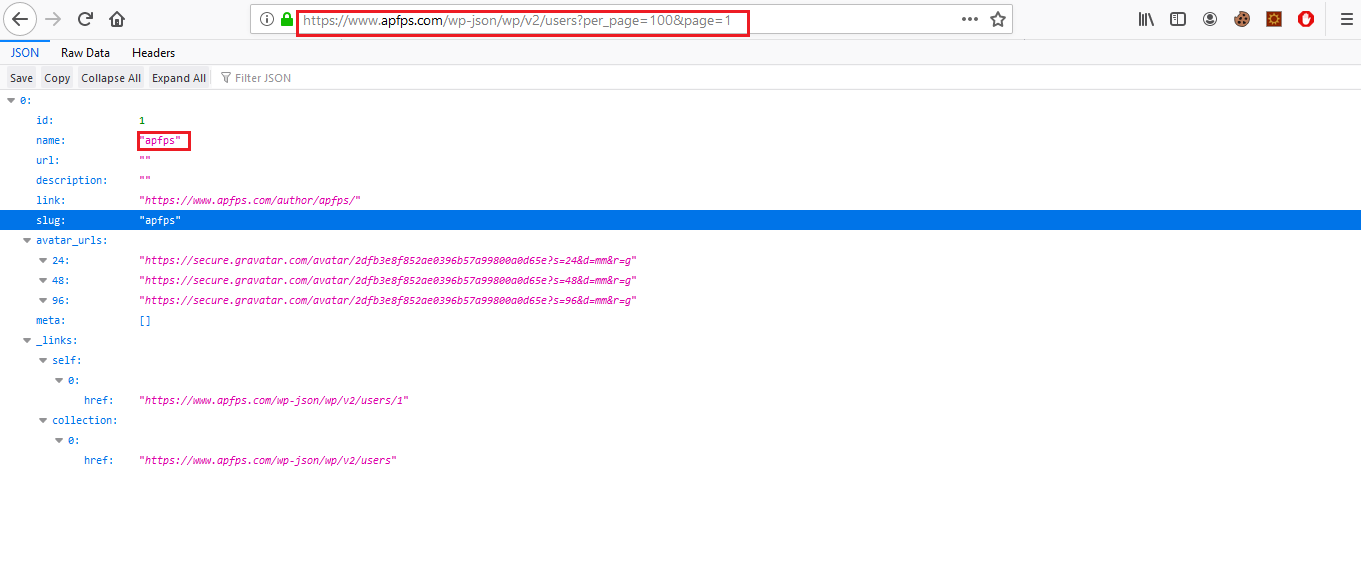 https://www.apfps.com/wp-json/wp/v2/users?per_page=100&page=1
JSON Raw Data Headers
Save Copy Collapse All Expand All Filter JSON
0:
id: 1
name: "apfps"
url: ""
description: ""
link: "https://www.apfps.com/author/apfps/"
slug: "apfps"
avatar_urls:
24: "https://secure.gravatar.com/avatar/2dfb3e8f852ae0396b57a99800a0d65e?s=24&d=mm&r=g"
48: "https://secure.gravatar.com/avatar/2dfb3e8f852ae0396b57a99800a0d65e?s=48&d=mm&r=g"
96: "https://secure.gravatar.com/avatar/2dfb3e8f852ae0396b57a99800a0d65e?s=96&d=mm&r=g"
meta: []
_links:
self:
0:
href: "https://www.apfps.com/wp-json/wp/v2/users/1"
collection:
0:
href: "https://www.apfps.com/wp-json/wp/v2/users"